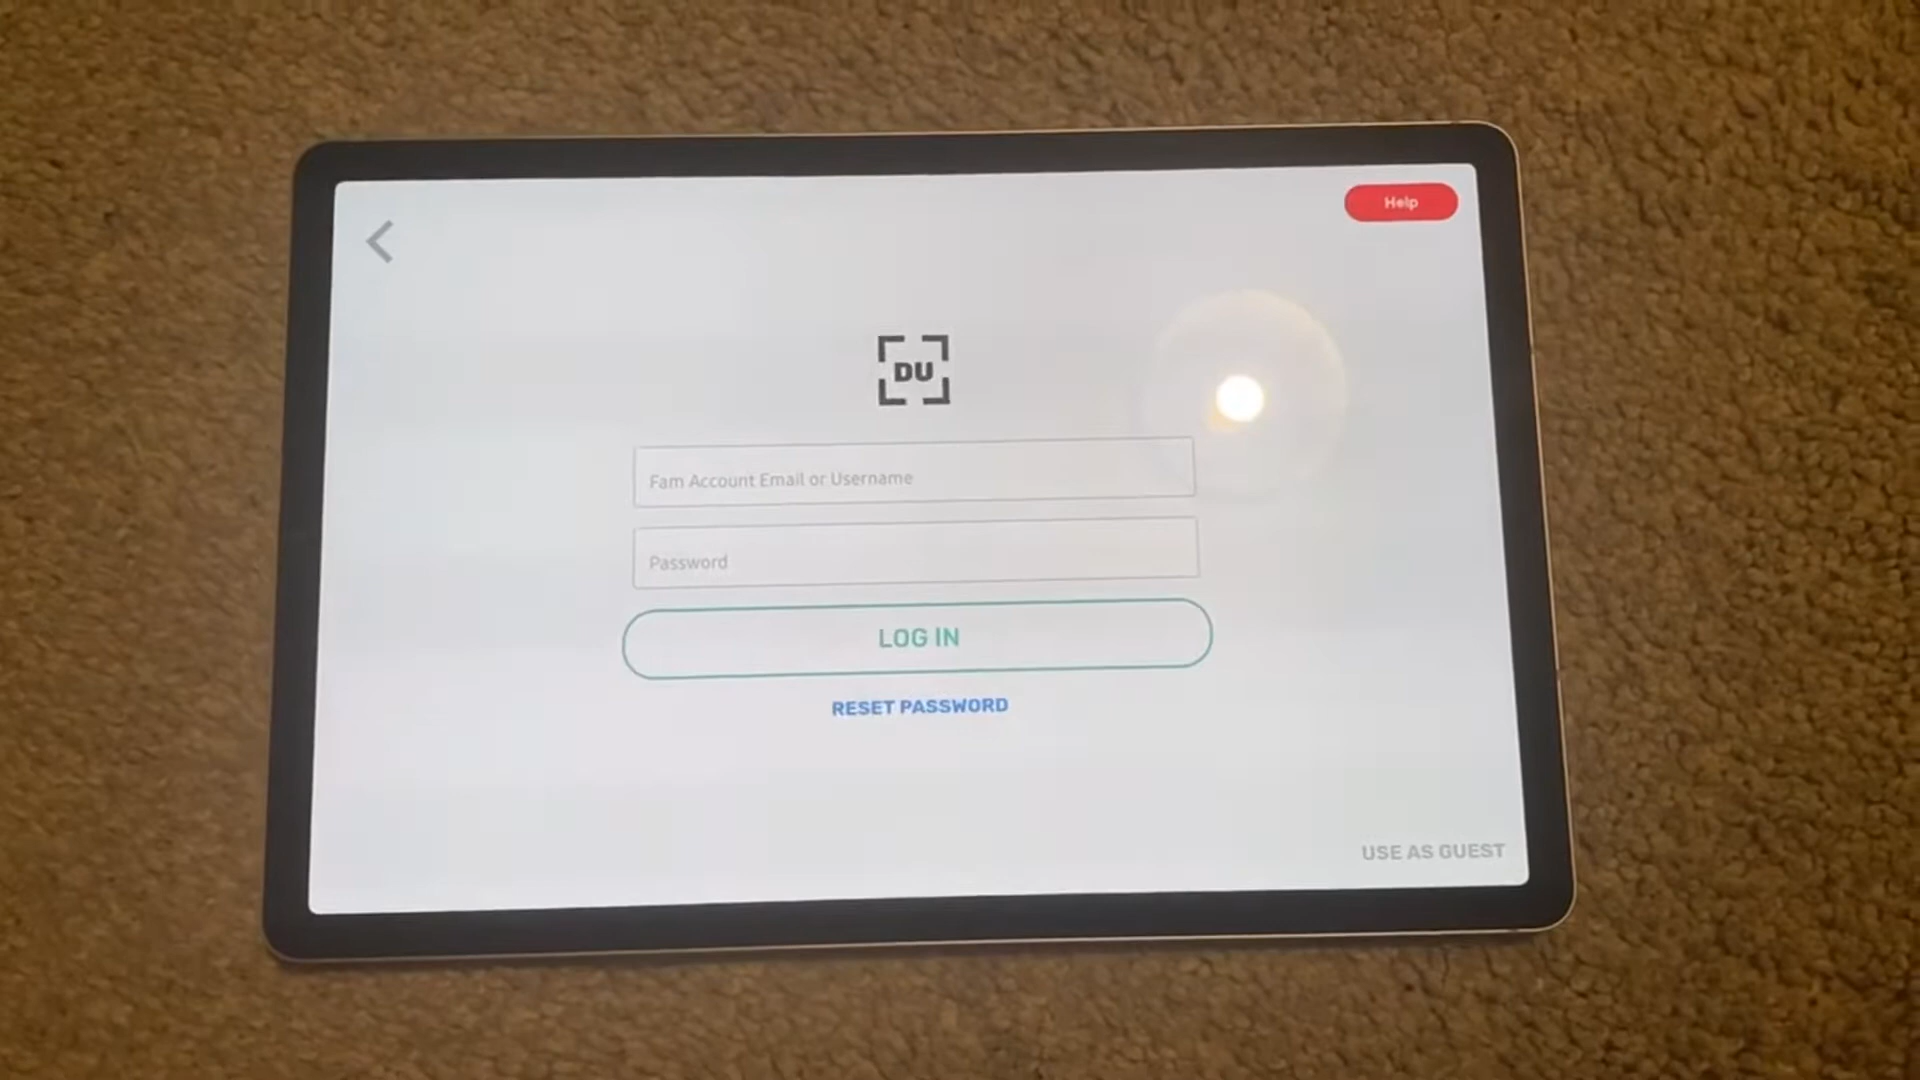 Help
DU
Fam Account Email or Username
Password
LOG IN
RESET PASSWORD
USE AS GUEST